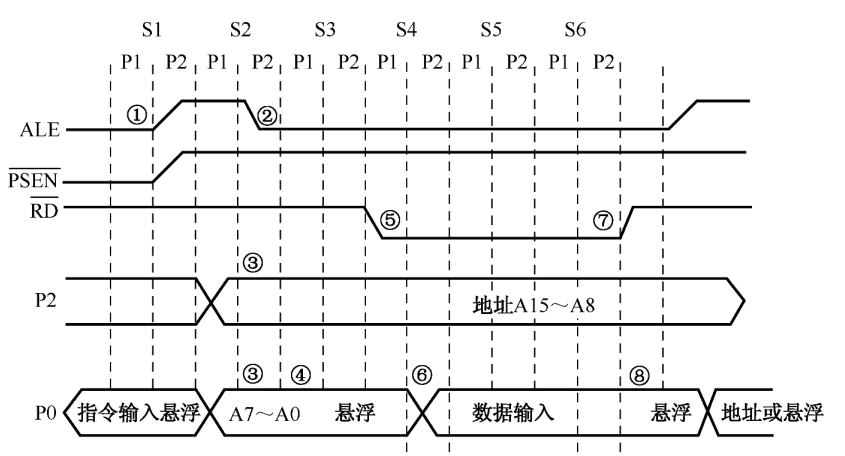 S1 S2 S3 S4 S5 S6
P1 P2 P1 P2 P1 P2 P1 P2 P1 P2 P1 P2
ALE ① ②
PSEN
RD ⑤ ⑦
③
P2 地址A15～A8
③ ④ ⑥ ⑧
P0 指令输入悬浮 A7～A0 悬浮 数据输入 悬浮 地址或悬浮